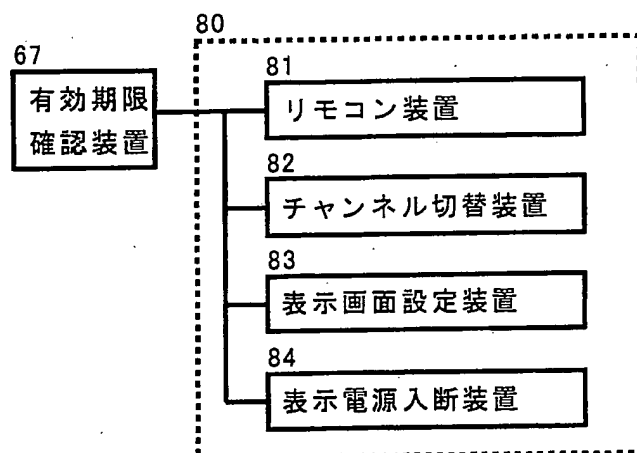 80
67
有効期限
確認装置
81
リモコン装置
82
チャンネル切替装置
83
表示画面設定装置
84
表示電源入断装置